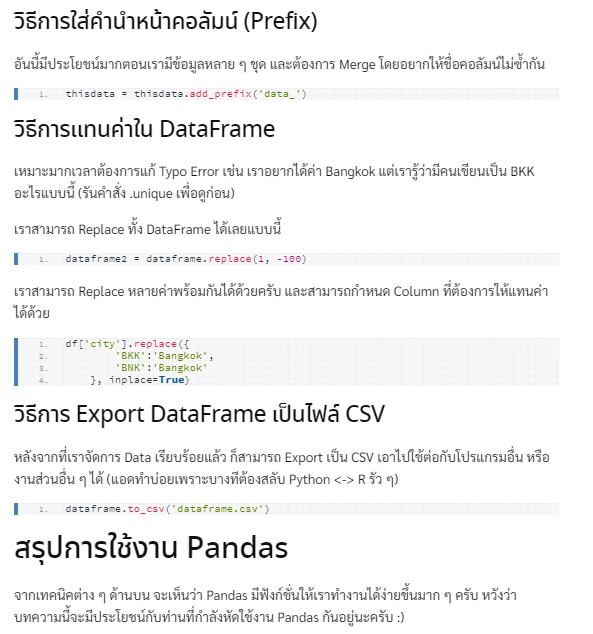 วิธีการใส่คำนำหน้าคอลัมน์ (Prefix)
อันนี้มีประโยชน์มากตอนเรามีข้อมูลหลาย ๆ ชุด และต้องการ Merge โดยอยากให้ชื่อคอลัมน์ไม่ซ้ำกัน
1. thisdata = thisdata.add_prefix('data_')
วิธีการแทนค่าใน DataFrame
เหมาะมากเวลาต้องการแก้ Typo Error เช่น เราอยากได้ค่า Bangkok แต่เรารู้ว่ามีคนเขียนเป็น BKK
อะไรแบบนี้ (รันคำสั่ง .unique เพื่อดูก่อน)
เราสามารถ Replace ทั้ง DataFrame ได้เลยแบบนี้
1. dataframe2 = dataframe.replace(1, -100)
เราสามารถ Replace หลายค่าพร้อมกันได้ด้วยครับ และสามารถกำหนด Column ที่ต้องการให้แทนค่า
ได้ด้วย
1. df['city'].replace({
2. 'BKK':'Bangkok',
3. 'BNK':'Bangkok'
4. }, inplace=True)
วิธีการ Export DataFrame เป็นไฟล์ CSV
หลังจากที่เราจัดการ Data เรียบร้อยแล้ว ก็สามารถ Export เป็น CSV เอาไปใช้ต่อกับโปรแกรมอื่น หรือ
งานส่วนอื่น ๆ ได้ (แอดทำบ่อยเพราะบางทีต้องสลับ Python <-> R รัว ๆ)
1. dataframe.to_csv('dataframe.csv')
สรุปการใช้งาน Pandas
จากเทคนิคต่าง ๆ ด้านบน จะเห็นว่า Pandas มีฟังก์ชั่นให้เราทำงานได้ง่ายขึ้นมาก ๆ ครับ หวังว่า
บทความนี้จะมีประโยชน์กับท่านที่กำลังหัดใช้งาน Pandas กันอยู่นะครับ :)